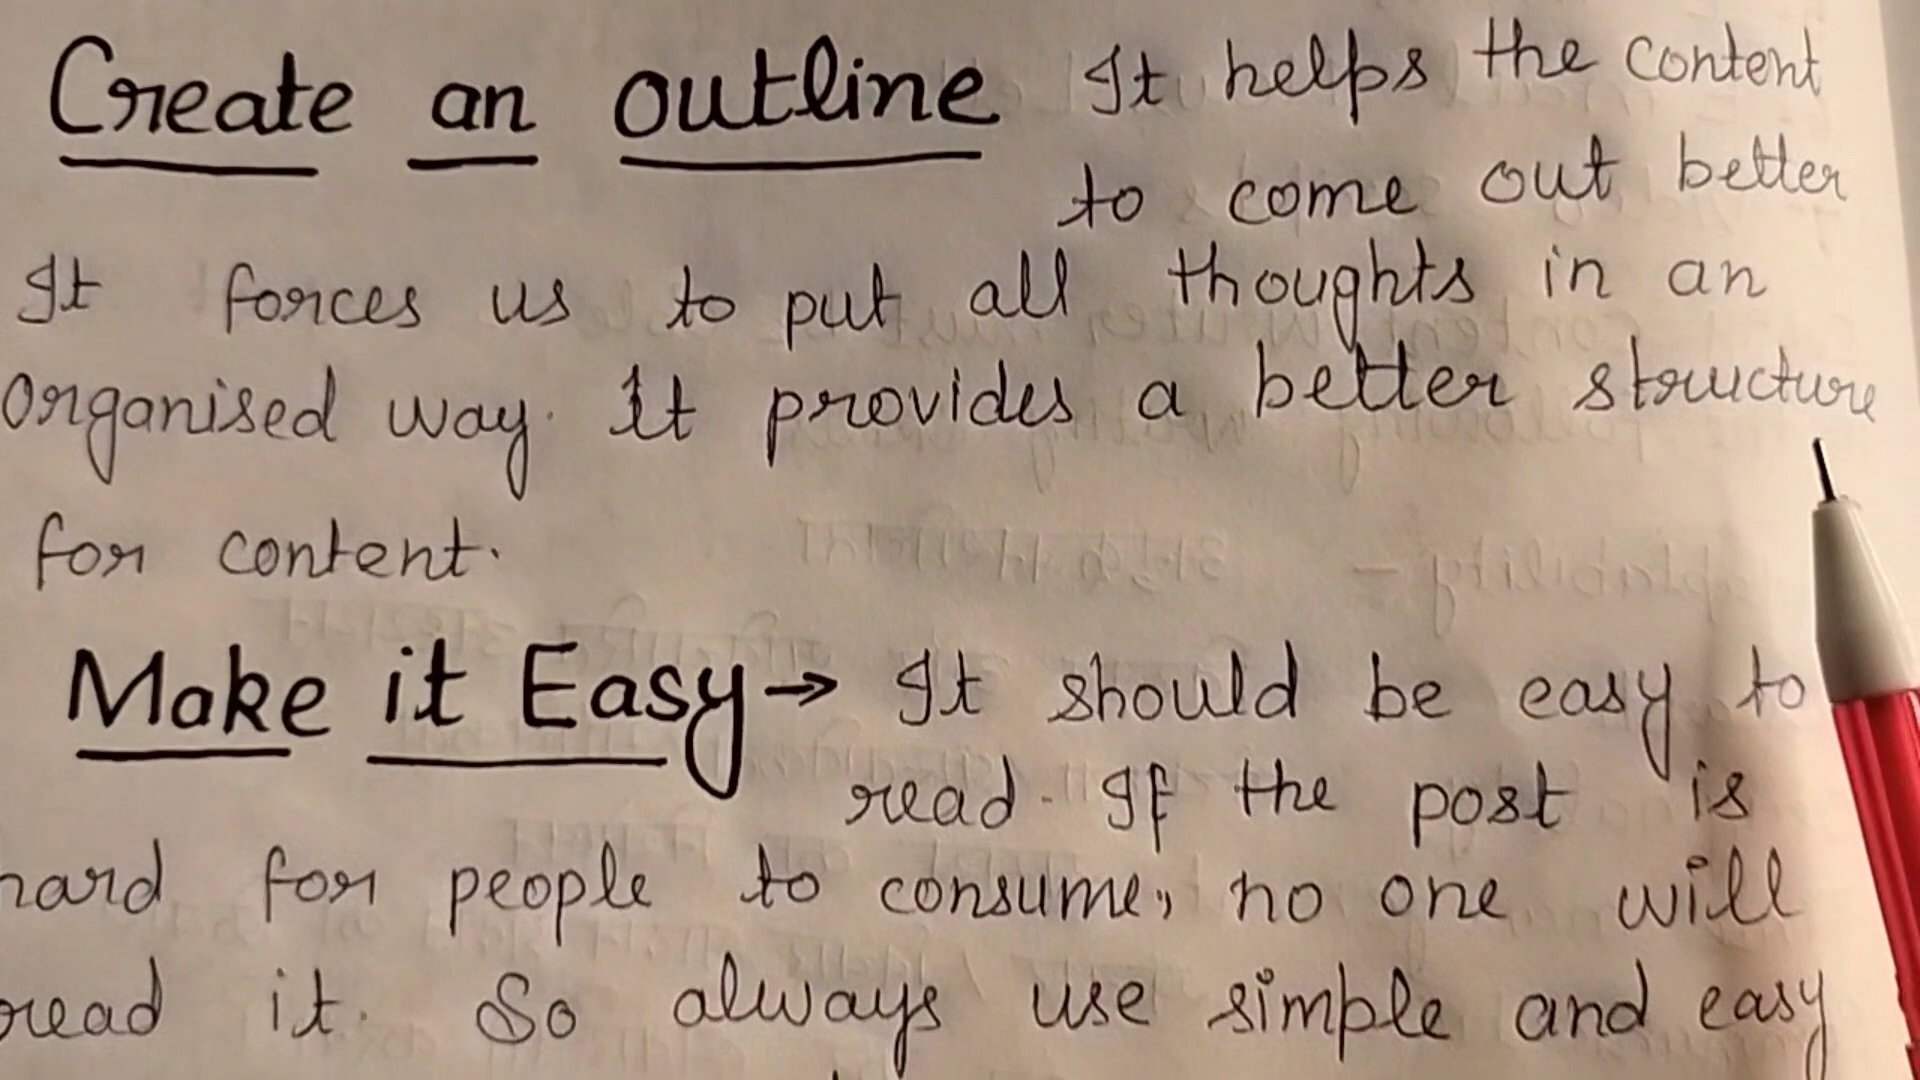 Create an outline It helps the content
to come out better
It forces us to put all thoughts in an
organised way. It provides a better structure
for content.
Make it Easy → It should be easy to
read. If the post is
hard for people to consume, no one will
read it. So always use simple and easy